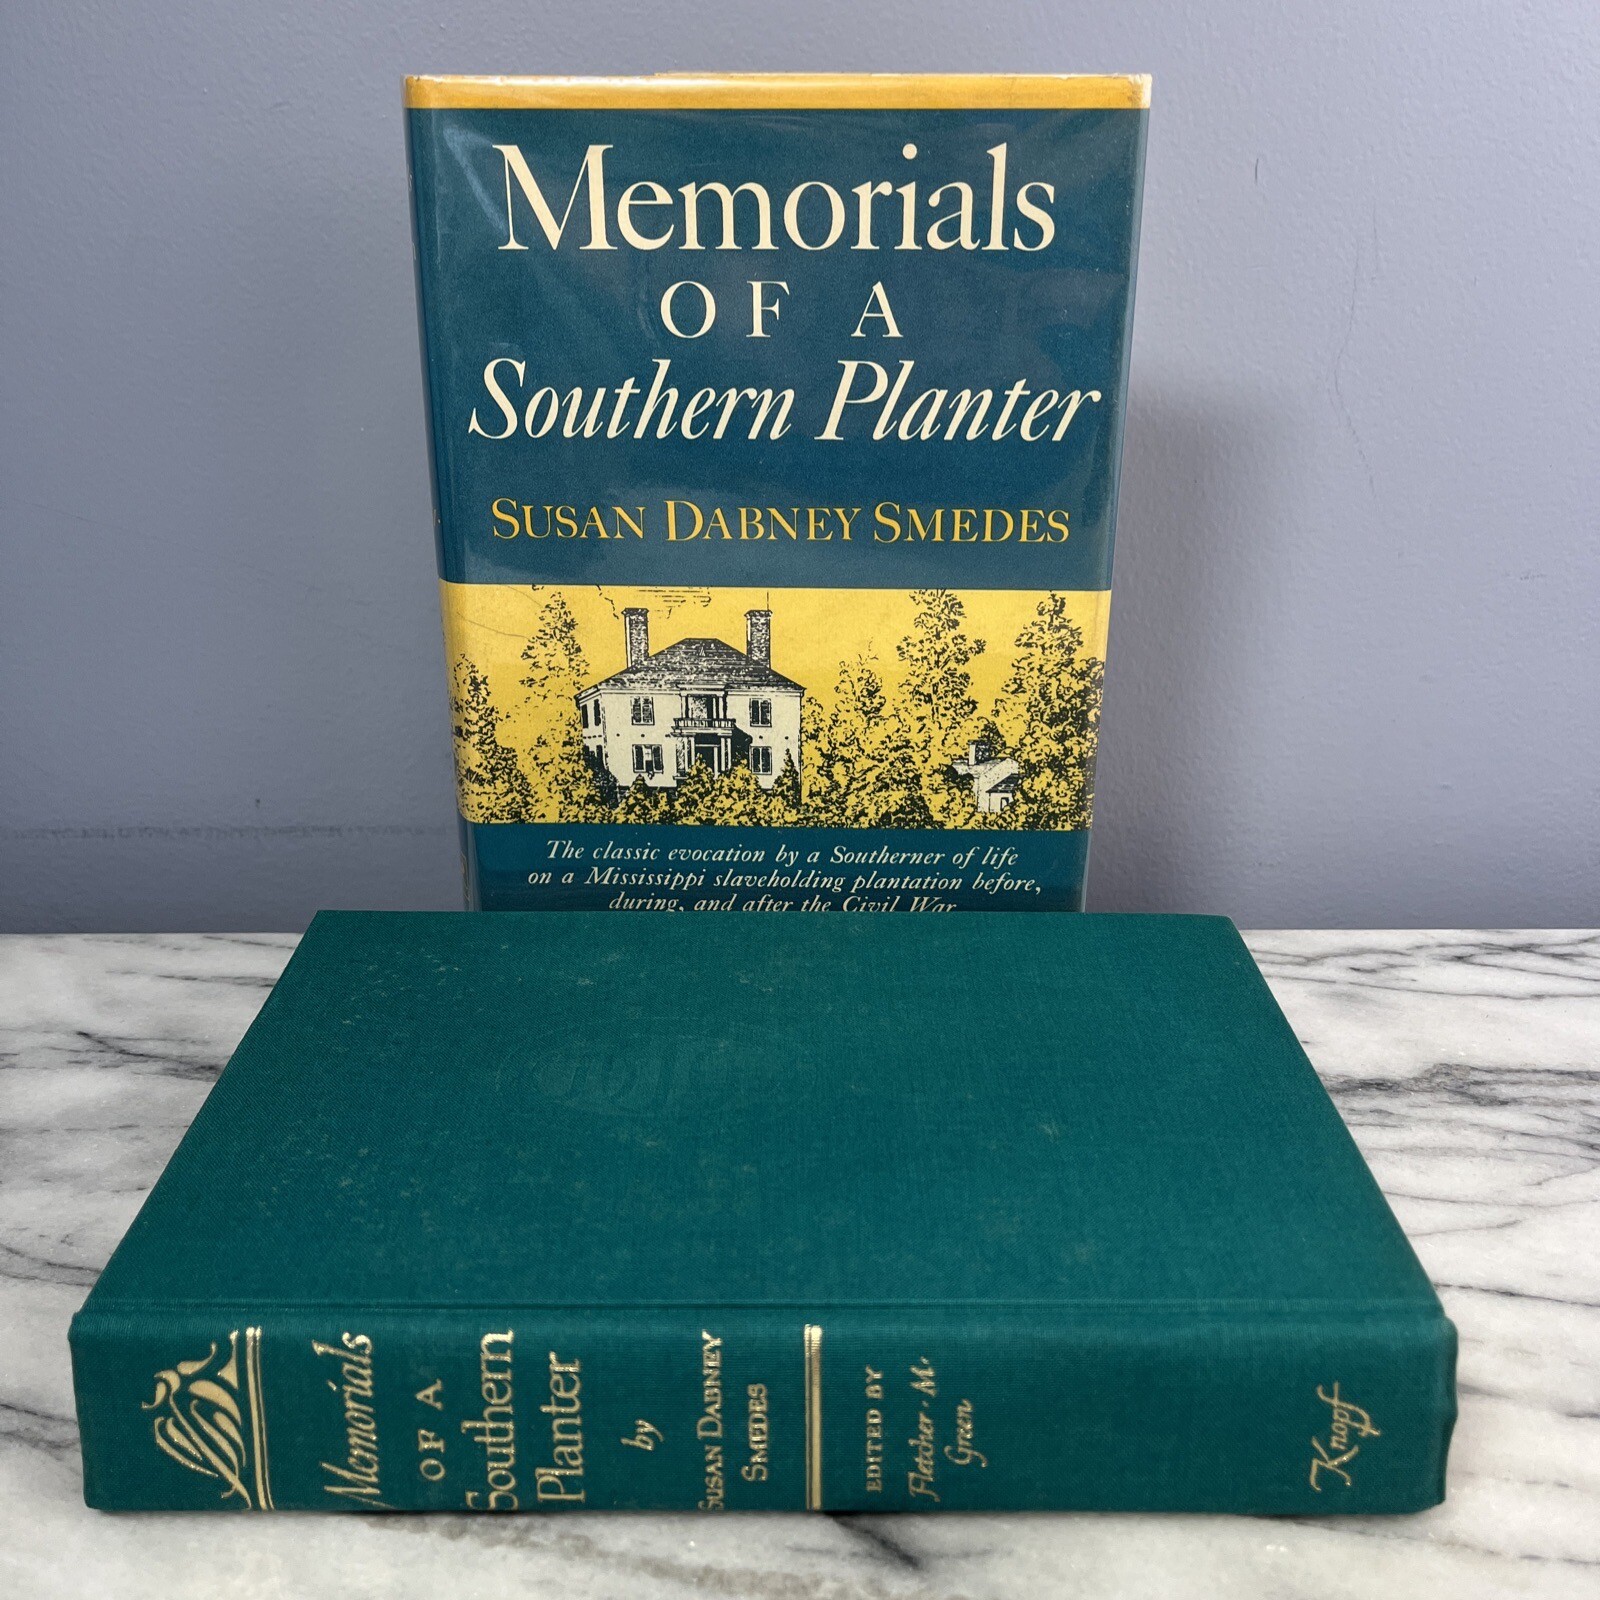 Memorials
OF A
Southern Planter
SUSAN DABNEY SMEDES
The classic evocation by a Southerner of life
on a Mississippi slaveholding plantation before,
during, and after the Civil War
Memorials
OF A
Southern
Planter
by
SUSAN DABNEY
SMEDES
EDITED BY
Fletcher · M.
Green
Knopf